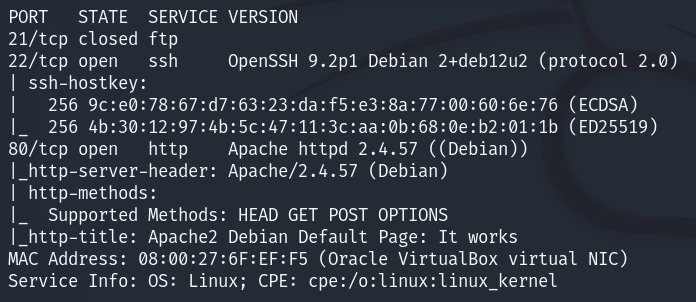 PORT   STATE  SERVICE VERSION
21/tcp closed ftp
22/tcp open   ssh     OpenSSH 9.2p1 Debian 2+deb12u2 (protocol 2.0)
| ssh-hostkey:
|   256 9c:e0:78:67:d7:63:23:da:f5:e3:8a:77:00:60:6e:76 (ECDSA)
|_  256 4b:30:12:97:4b:5c:47:11:3c:aa:0b:68:0e:b2:01:1b (ED25519)
80/tcp open   http    Apache httpd 2.4.57 ((Debian))
|_http-server-header: Apache/2.4.57 (Debian)
| http-methods:
|_  Supported Methods: HEAD GET POST OPTIONS
|_http-title: Apache2 Debian Default Page: It works
MAC Address: 08:00:27:6F:EF:F5 (Oracle VirtualBox virtual NIC)
Service Info: OS: Linux; CPE: cpe:/o:linux:linux_kernel